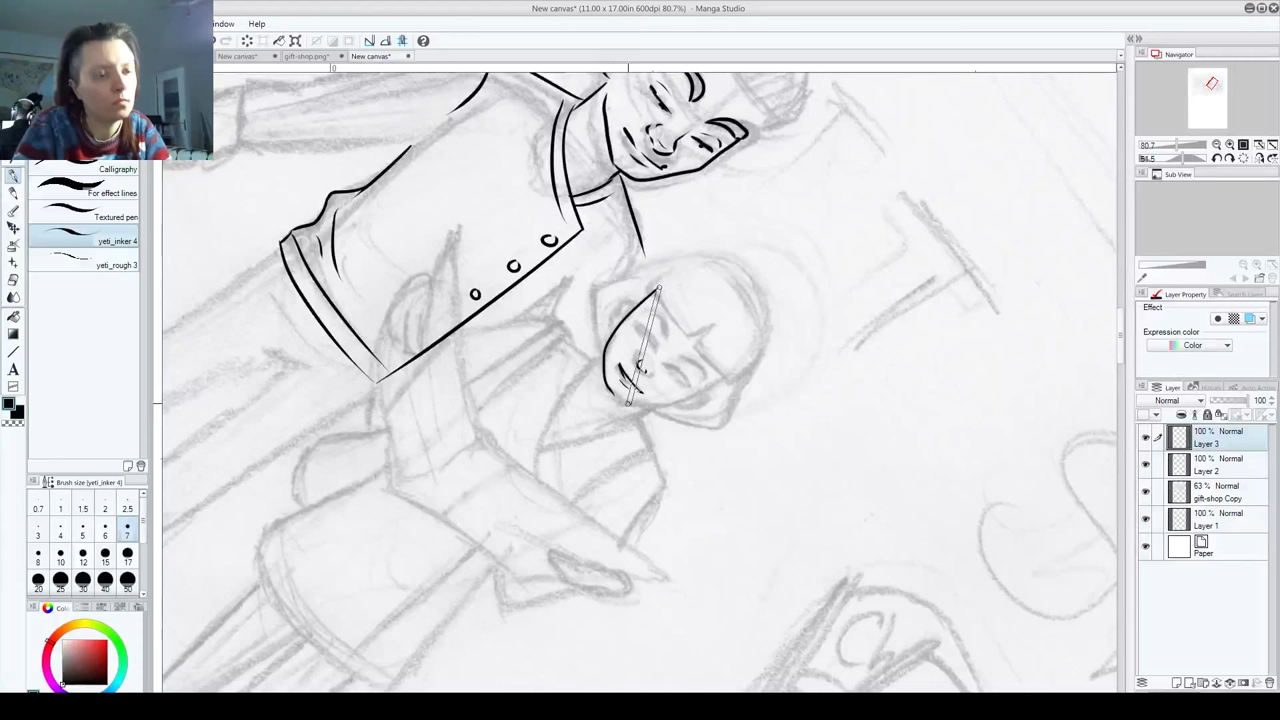 New canvas* (11.00 x 17.00in 600dpi 80.7%) - Manga Studio
indow Help
New canvas* gift-shop.png* New canvas*
0
Calligraphy
For effect lines
Textured pen
yeti_inker 4
yeti_rough 3
Brush size (yeti_inker 4)
0.7 1 1.5 2 2.5
3 4 5 6 7
8 10 12 15 17
20 25 30 40 50
Navigator
80.7
Sub View
Layer Property
Search Layer
Effect
Expression color
Color
Layer
Normal 100
100 % Normal
Layer 3
100 % Normal
Layer 2
63 % Normal
gift-shop Copy
100 % Normal
Layer 1
Paper